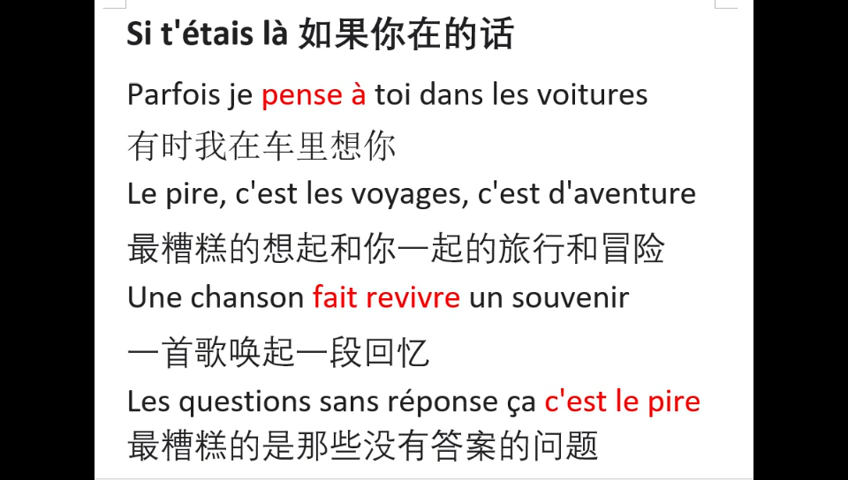 Si t'étais là 如果你在的话
Parfois je pense à toi dans les voitures
有时我在车里想你
Le pire, c'est les voyages, c'est d'aventure
最糟糕的想起和你一起的旅行和冒险
Une chanson fait revivre un souvenir
一首歌唤起一段回忆
Les questions sans réponse ça c'est le pire
最糟糕的是那些没有答案的问题